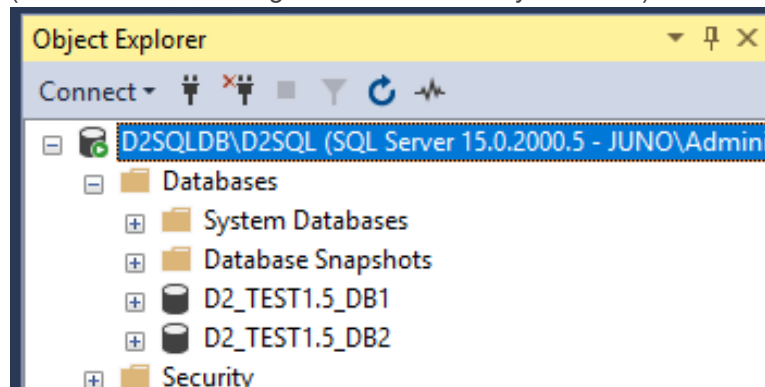 Object Explorer
Connect
D2SQLDB\D2SQL (SQL Server 15.0.2000.5 - JUNO\Admini
Databases
System Databases
Database Snapshots
D2_TEST1.5_DB1
D2_TEST1.5_DB2
Security